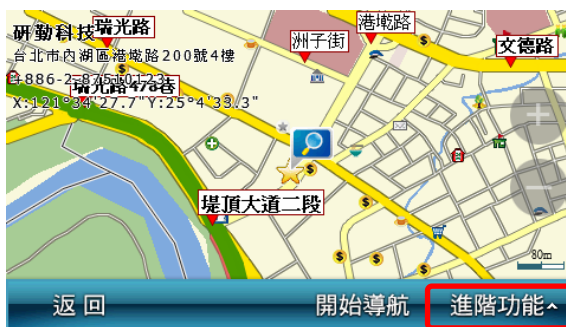 研勤科技
瑞光路
洲子街
港墘路
文德路
台北市內湖區港墘路200號4樓
+886-2-87510123
瑞光路478巷
X:121°34'27.7"Y:25°4'33.3"
堤頂大道二段
80m
返回
開始導航
進階功能